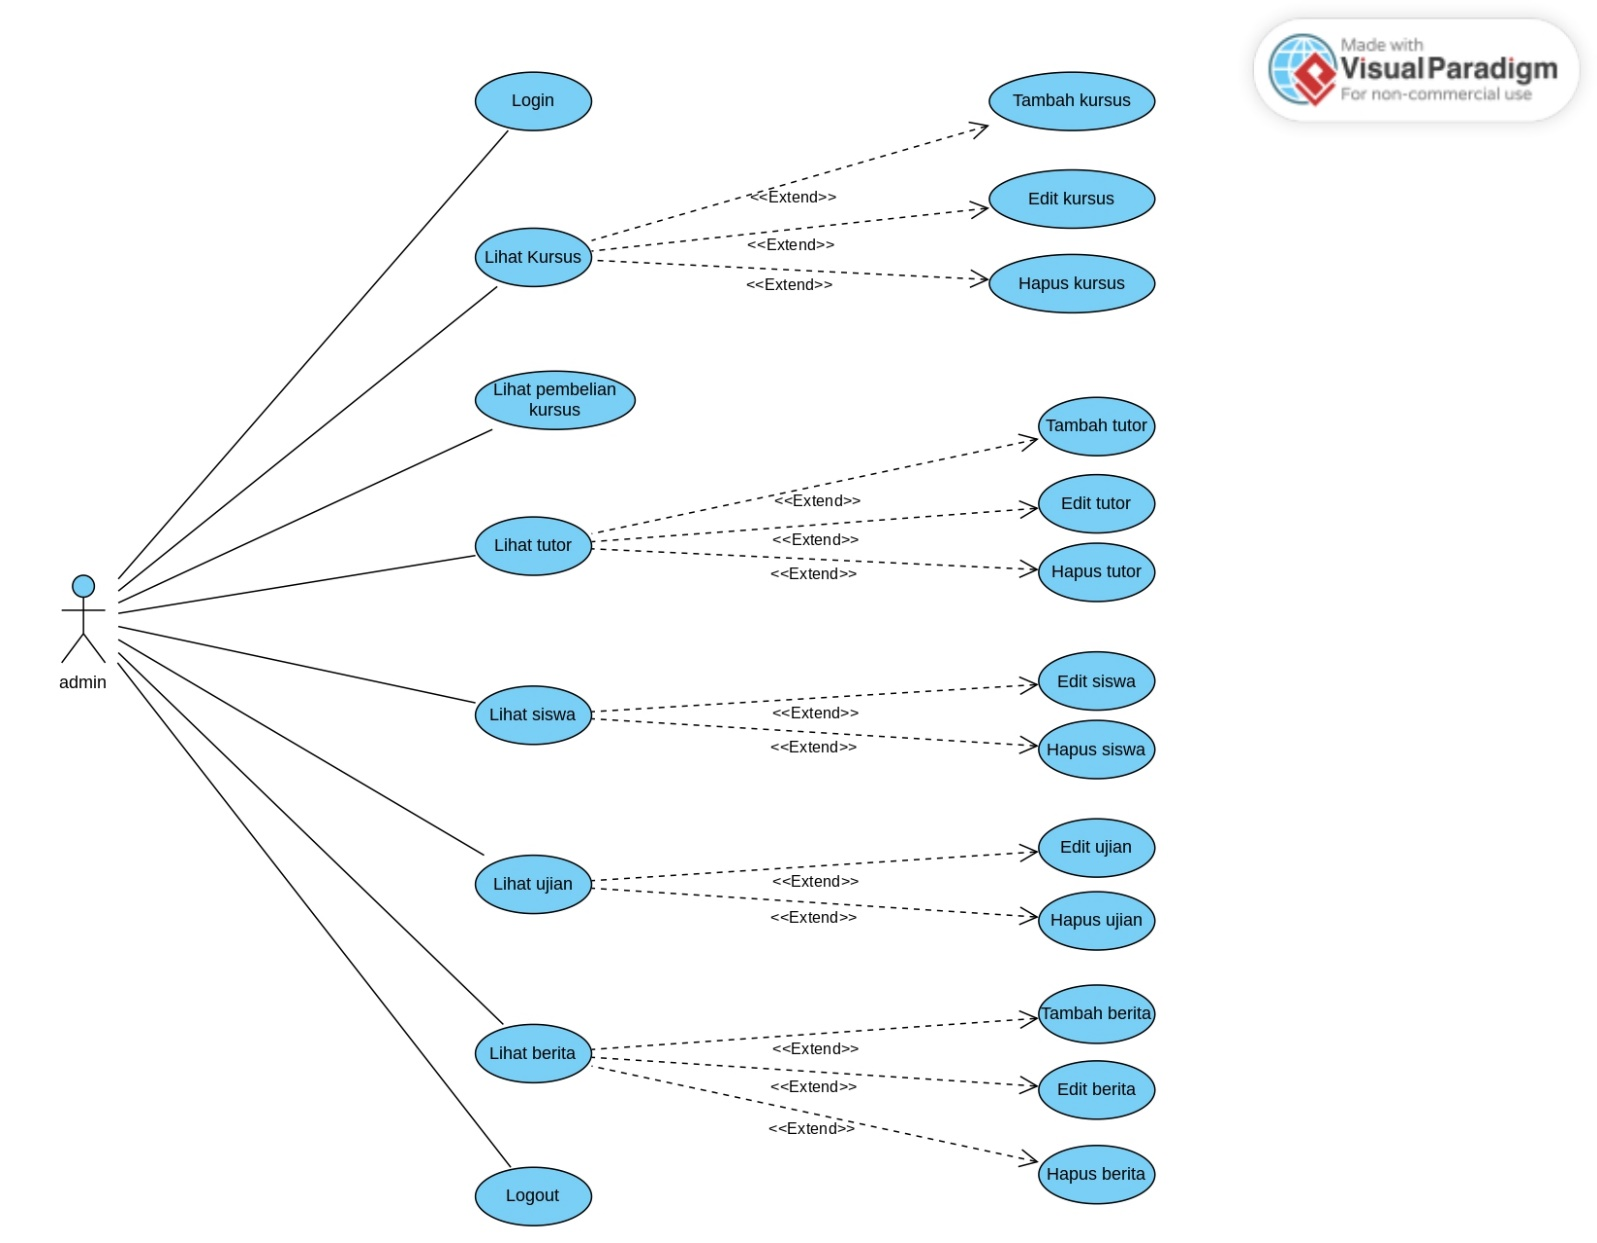 Made with
Visual Paradigm
For non-commercial use
Login
Tambah kursus
<<Extend>>
Edit kursus
<<Extend>>
Lihat Kursus
Hapus kursus
<<Extend>>
Lihat pembelian
kursus
Tambah tutor
<<Extend>>
Edit tutor
<<Extend>>
Lihat tutor
Hapus tutor
<<Extend>>
admin
Edit siswa
<<Extend>>
Lihat siswa
Hapus siswa
<<Extend>>
Edit ujian
<<Extend>>
Lihat ujian
Hapus ujian
<<Extend>>
Tambah berita
<<Extend>>
Lihat berita
Edit berita
<<Extend>>
<<Extend>>
Hapus berita
Logout